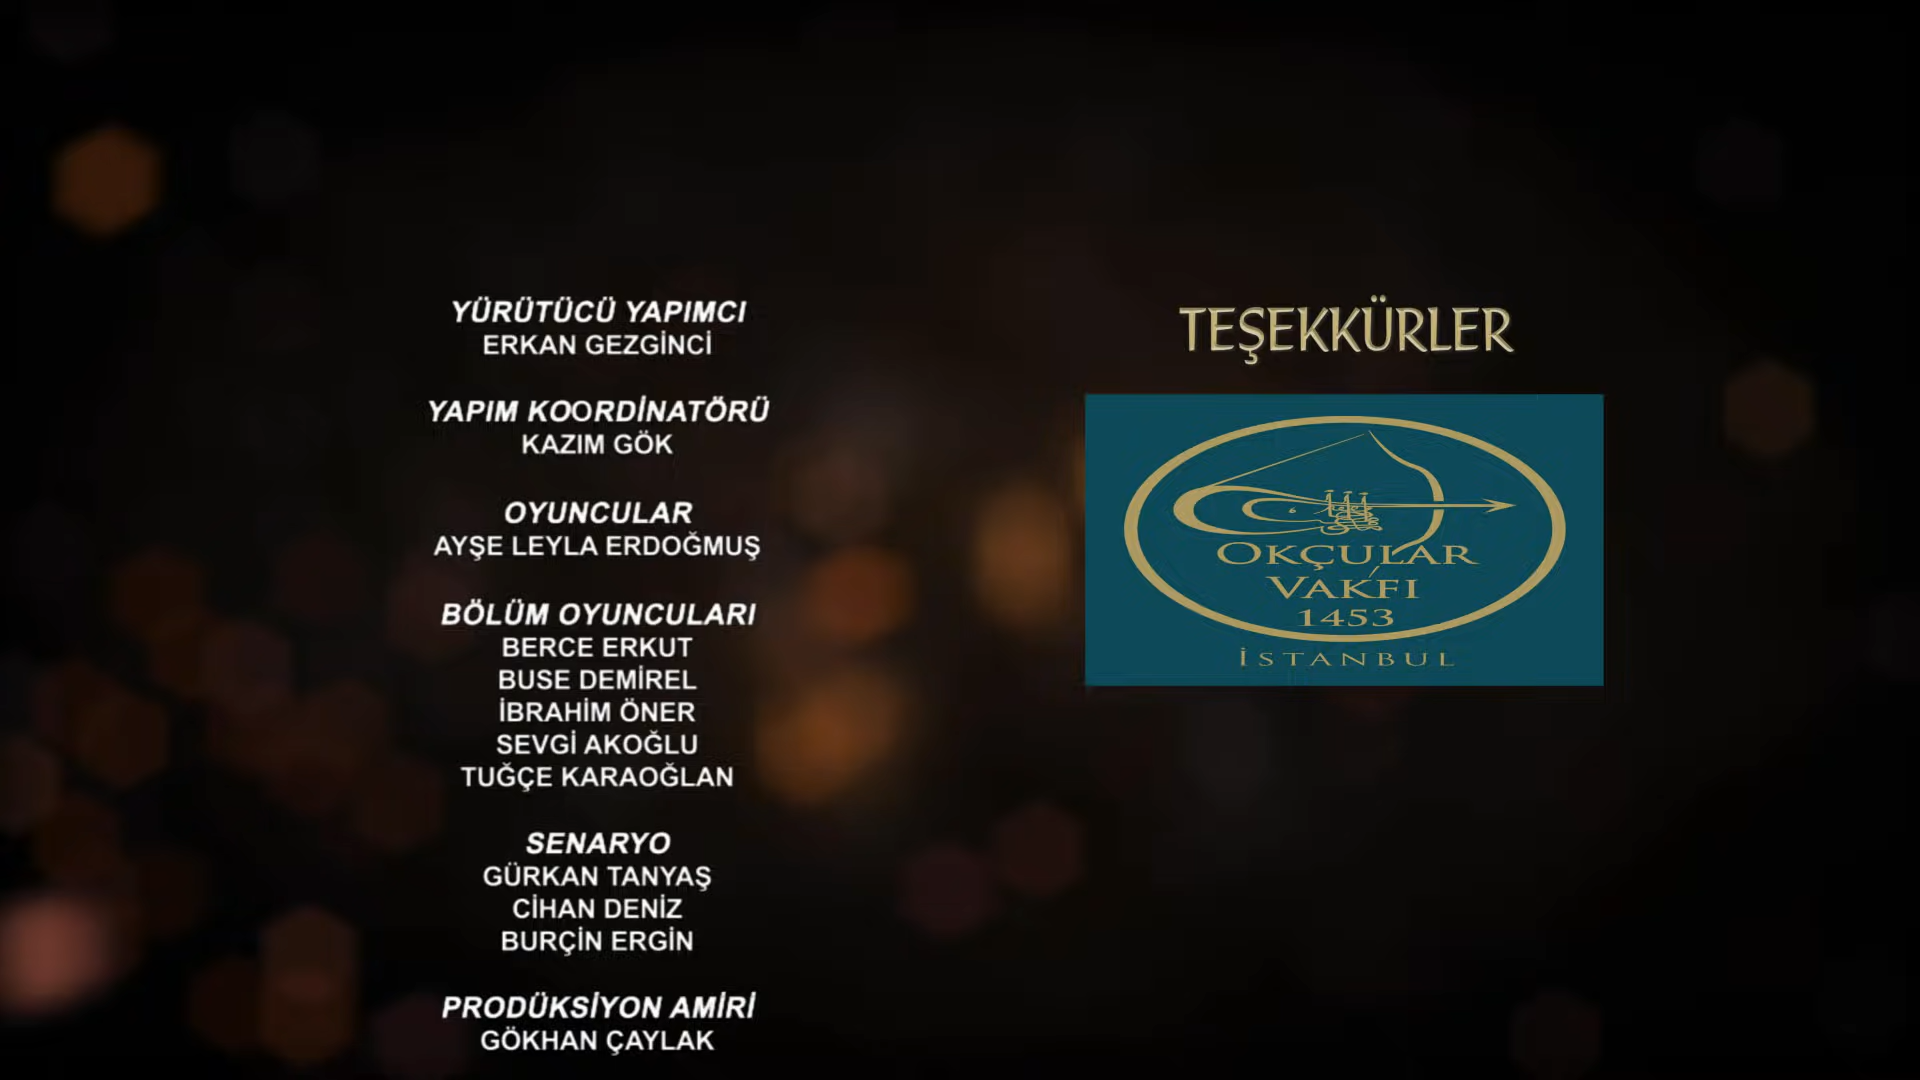 YÜRÜTÜCÜ YAPIMCI
ERKAN GEZGİNCİ
YAPIM KOORDİNATÖRÜ
KAZIM GÖK
OYUNCULAR
AYŞE LEYLA ERDOĞMUŞ
BÖLÜM OYUNCULARI
BERCE ERKUT
BUSE DEMİREL
İBRAHİM ÖNER
SEVGİ AKOĞLU
TUĞÇE KARAOĞLAN
SENARYO
GÜRKAN TANYAŞ
CİHAN DENİZ
BURÇİN ERGİN
PRODÜKSİYON AMİRİ
GÖKHAN ÇAYLAK
TEŞEKKÜRLER
OKÇULAR
VAKFI
1453
İSTANBUL